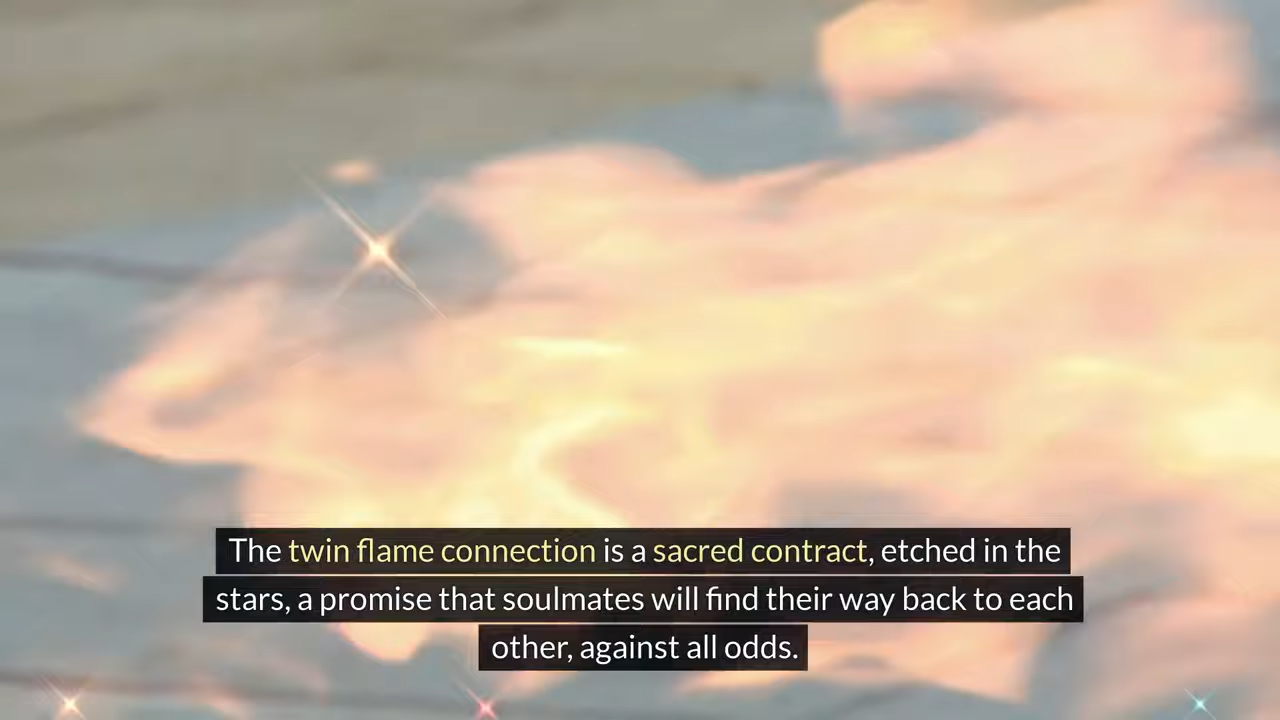 The twin flame connection is a sacred contract, etched in the
stars, a promise that soulmates will find their way back to each
other, against all odds.